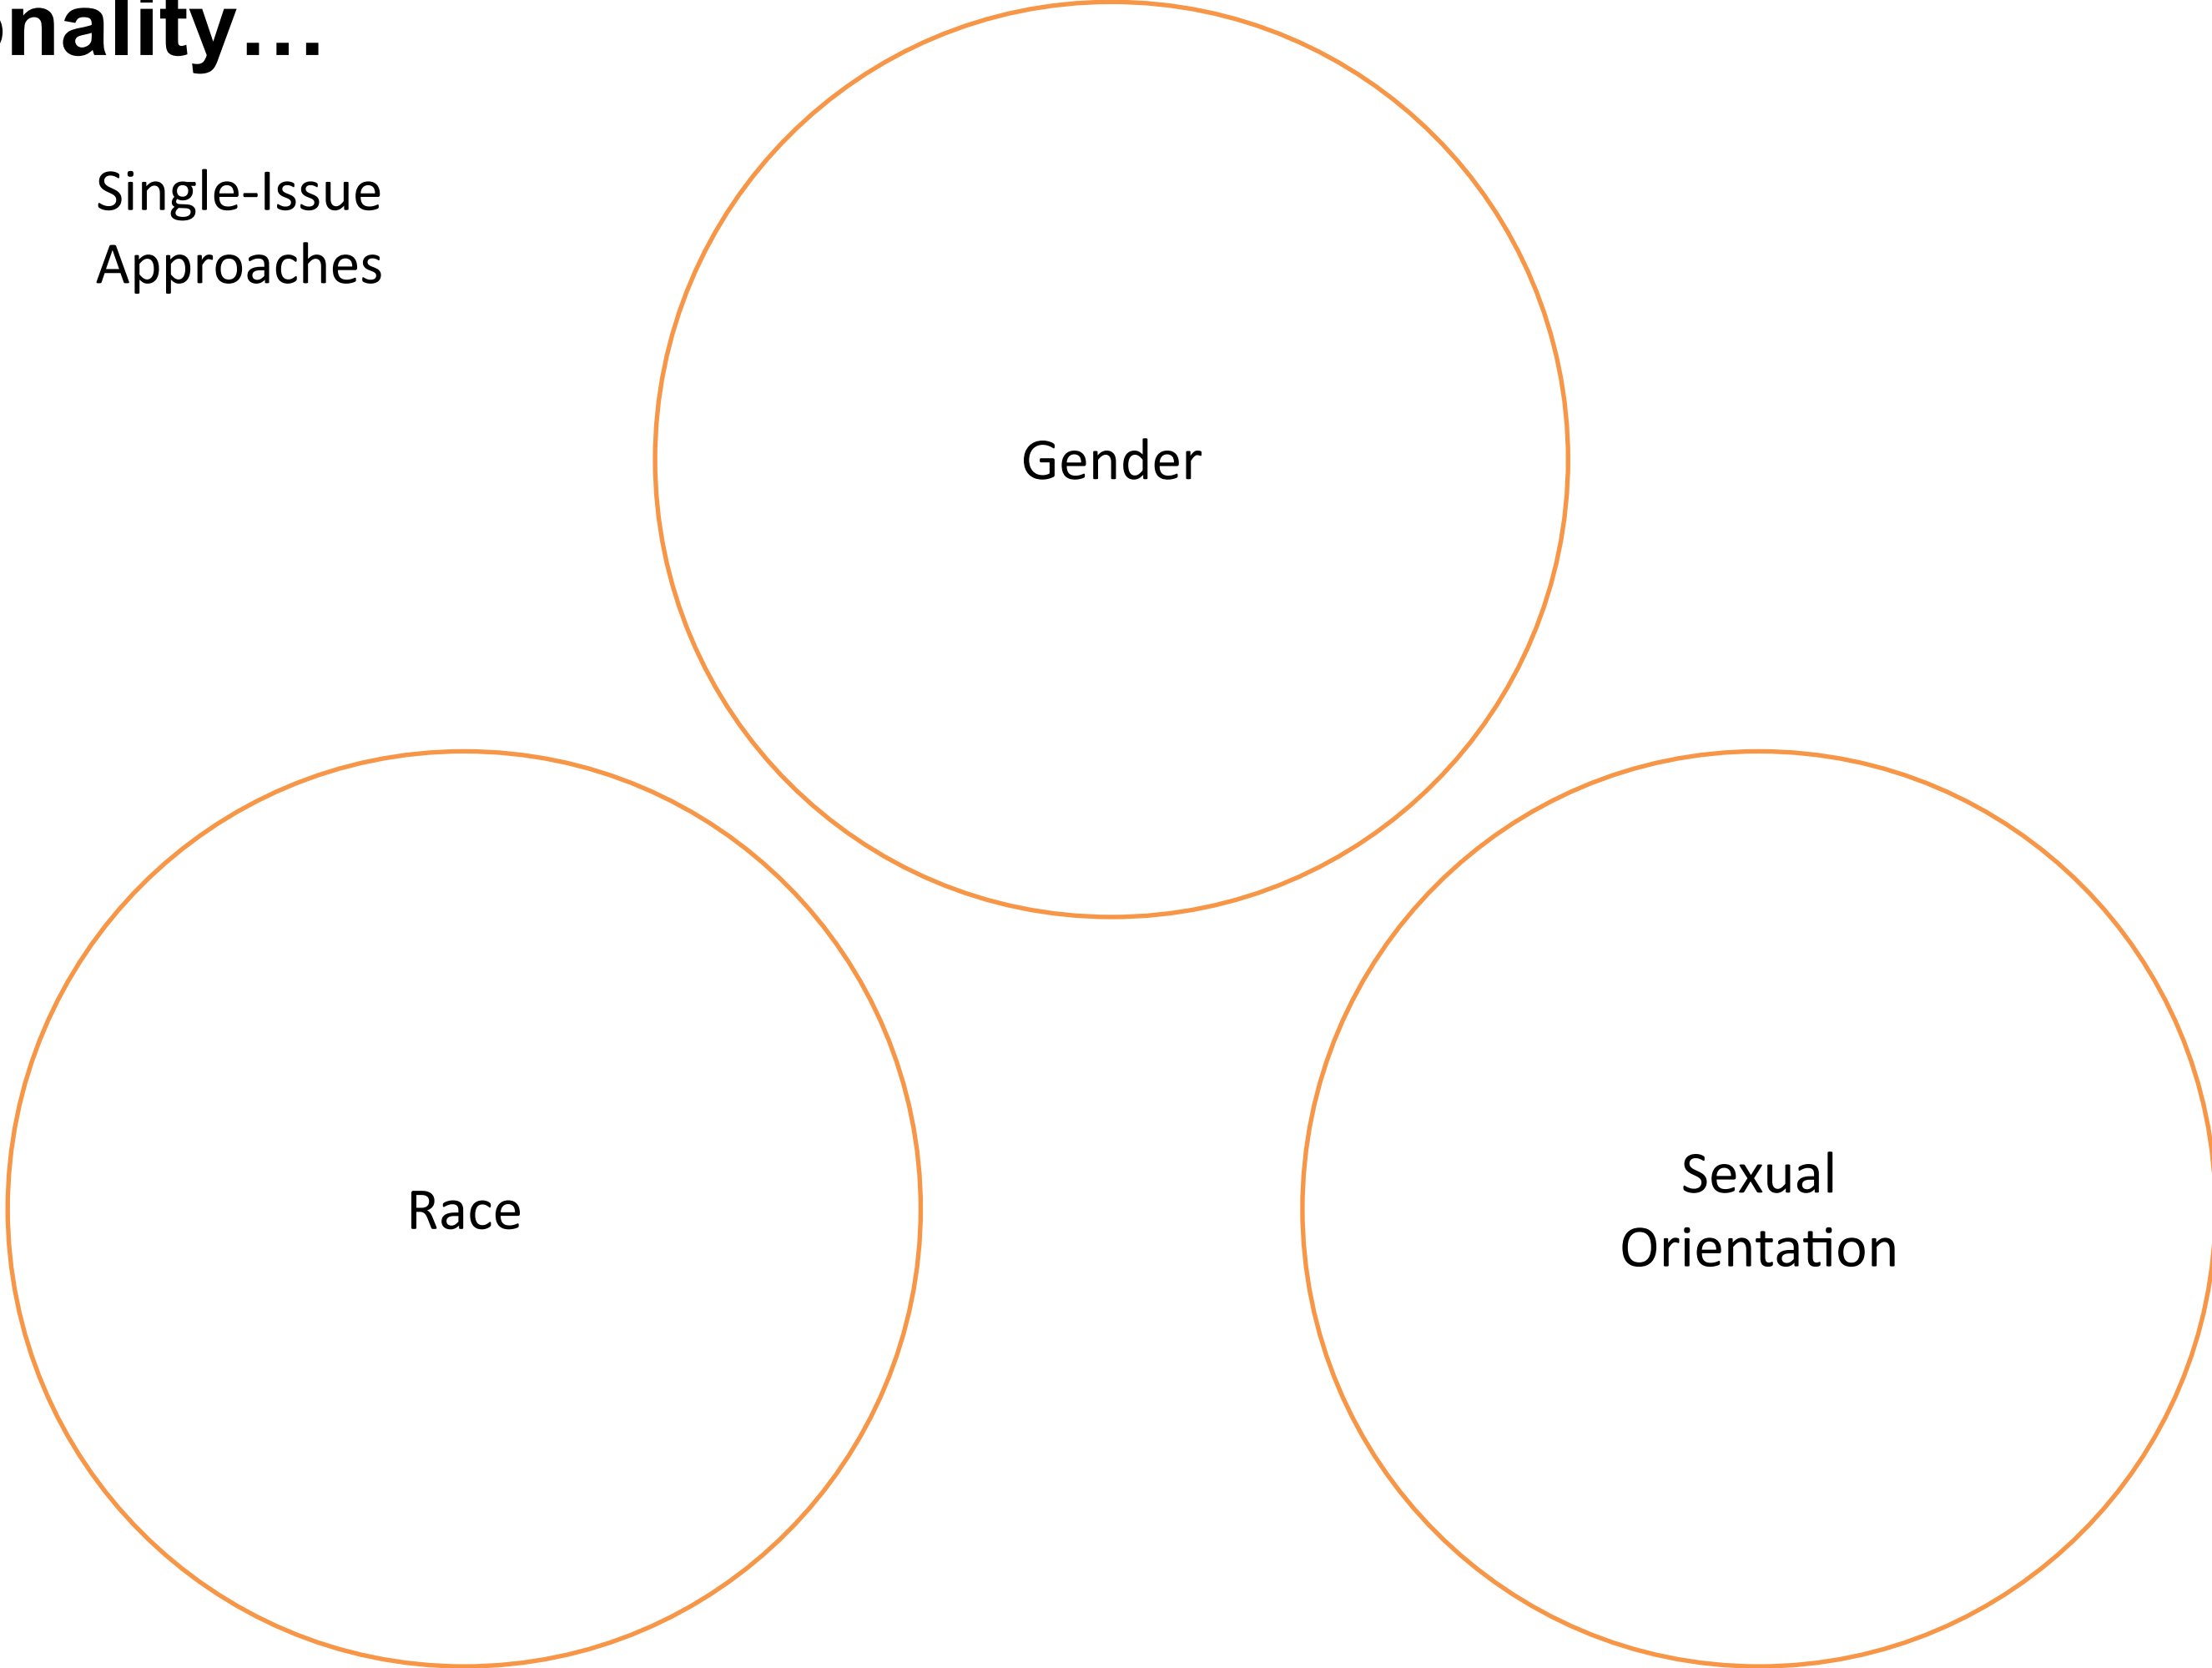 nality...
Single-Issue
Approaches
Gender
Race
Sexual
Orientation